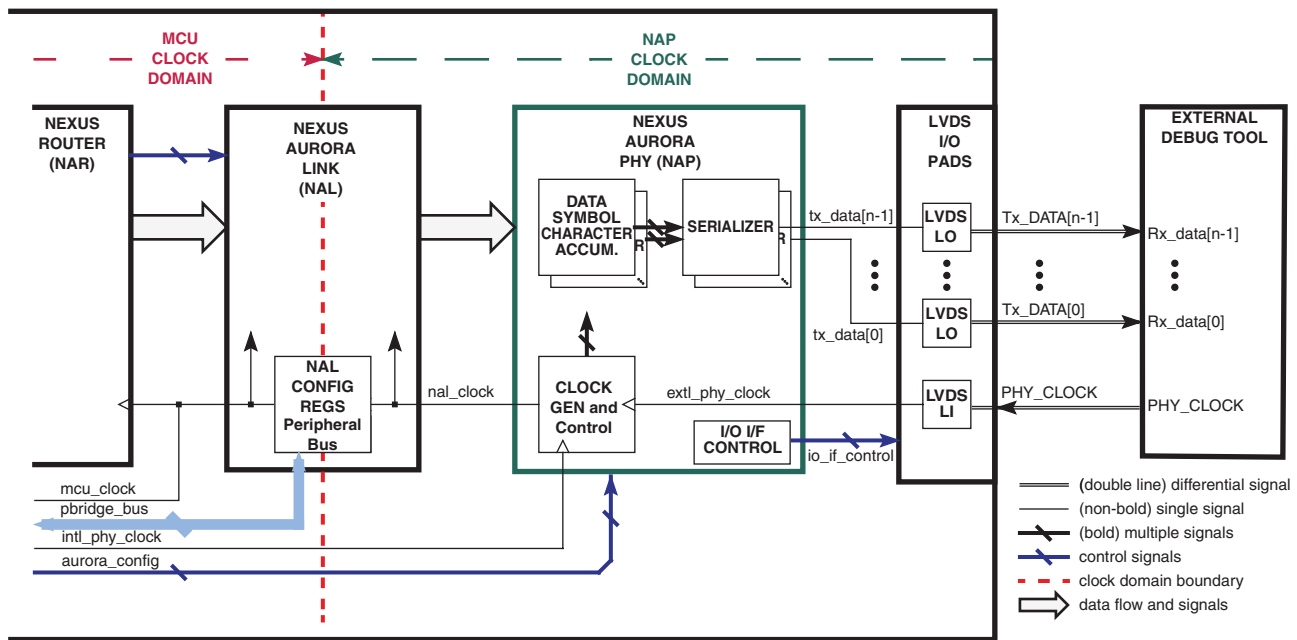 MCU
CLOCK
DOMAIN
NAP
CLOCK
DOMAIN
NEXUS
ROUTER
(NAR)
NEXUS
AURORA
LINK
(NAL)
NEXUS
AURORA
PHY (NAP)
LVDS
I/O
PADS
EXTERNAL
DEBUG TOOL
DATA
SYMBOL
CHARACTER
ACCUM.
R
SERIALIZER
R
tx_data[n-1]
LVDS
LO
Tx_DATA[n-1]
Rx_data[n-1]
tx_data[0]
LVDS
LO
Tx_DATA[0]
Rx_data[0]
NAL
CONFIG
REGS
Peripheral
Bus
nal_clock
CLOCK
GEN and
Control
extl_phy_clock
LVDS
LI
PHY_CLOCK
PHY_CLOCK
I/O I/F
CONTROL
io_if_control
mcu_clock
pbridge_bus
intl_phy_clock
aurora_config
(double line) differential signal
(non-bold) single signal
(bold) multiple signals
control signals
clock domain boundary
data flow and signals